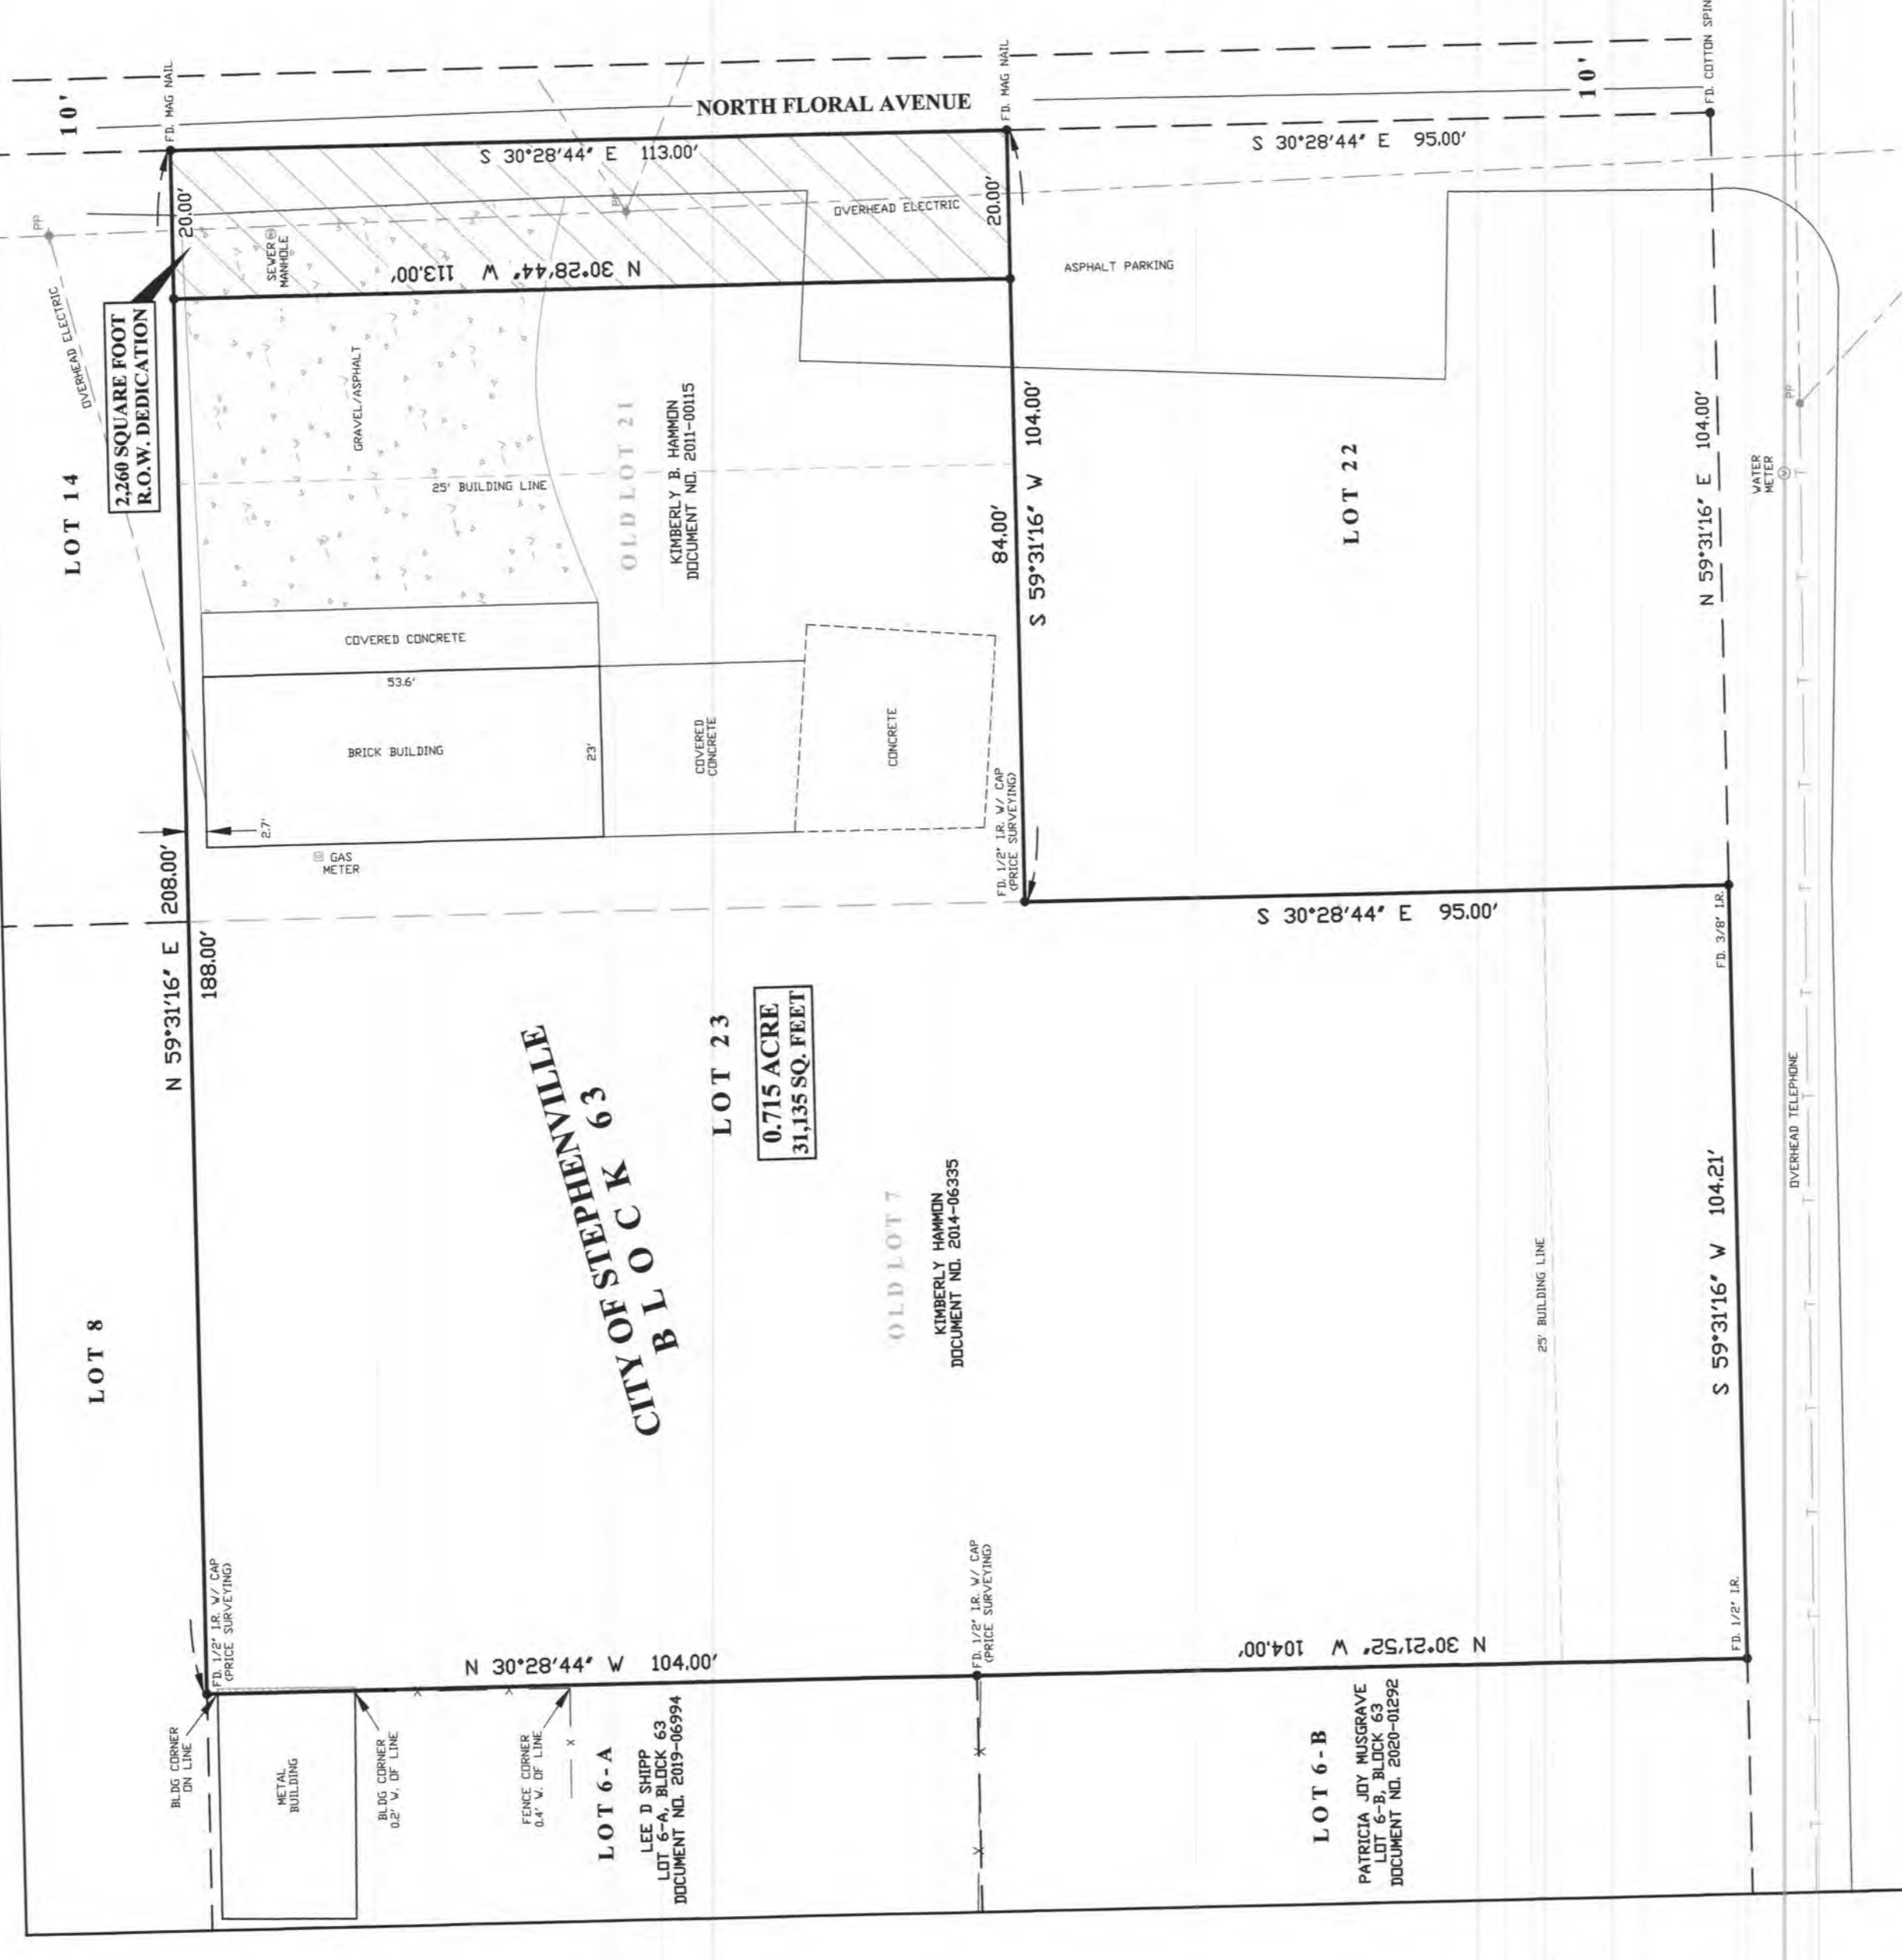 10'
FD. MAG NAIL
NORTH FLORAL AVENUE
FD. MAG NAIL
10'
FD. COTTON SPIN
S 30°28'44" E 113.00'
S 30°28'44" E 95.00'
20.00'
20.00'
PP
PP
SEWER
MANHOLE
OVERHEAD ELECTRIC
N 30°28'44" W 113.00'
ASPHALT PARKING
OVERHEAD ELECTRIC
2,260 SQUARE FOOT
R.O.W. DEDICATION
LOT 14
GRAVEL/ASPHALT
25' BUILDING LINE
OLD LOT 21
KIMBERLY B. HAMMON
DOCUMENT NO. 2011-00115
84.00'
S 59°31'16" W 104.00'
LOT 22
N 59°31'16" E 104.00'
PP
WATER
METER
COVERED CONCRETE
53.6'
BRICK BUILDING
23'
COVERED
CONCRETE
CONCRETE
2.7'
GAS
METER
FD. 1/2" I.R. W/ CAP
(PRICE SURVEYING)
N 59°31'16" E 208.00'
188.00'
S 30°28'44" E 95.00'
FD. 3/8" I.R.
CITY OF STEPHENVILLE
BLOCK 63
LOT 23
0.715 ACRE
31,135 SQ. FEET
OLD LOT 7
KIMBERLY HAMMON
DOCUMENT NO. 2014-06335
25' BUILDING LINE
S 59°31'16" W 104.21'
OVERHEAD TELEPHONE
T
T
T
T
T
T
T
T
T
T
T
T
LOT 8
FD. 1/2" I.R. W/ CAP
(PRICE SURVEYING)
N 30°28'44" W 104.00'
FD. 1/2" I.R. W/ CAP
(PRICE SURVEYING)
N 30°21'52" W 104.00'
FD. 1/2" I.R.
BLDG CORNER
ON LINE
METAL
BUILDING
BLDG CORNER
0.2' W. OF LINE
FENCE CORNER
0.4' W. OF LINE
X
X
X
X
X
LOT 6-A
LEE D SHIPP
LOT 6-A, BLOCK 63
DOCUMENT NO. 2019-06994
LOT 6-B
PATRICIA JOY MUSGRAVE
LOT 6-B, BLOCK 63
DOCUMENT NO. 2020-01292